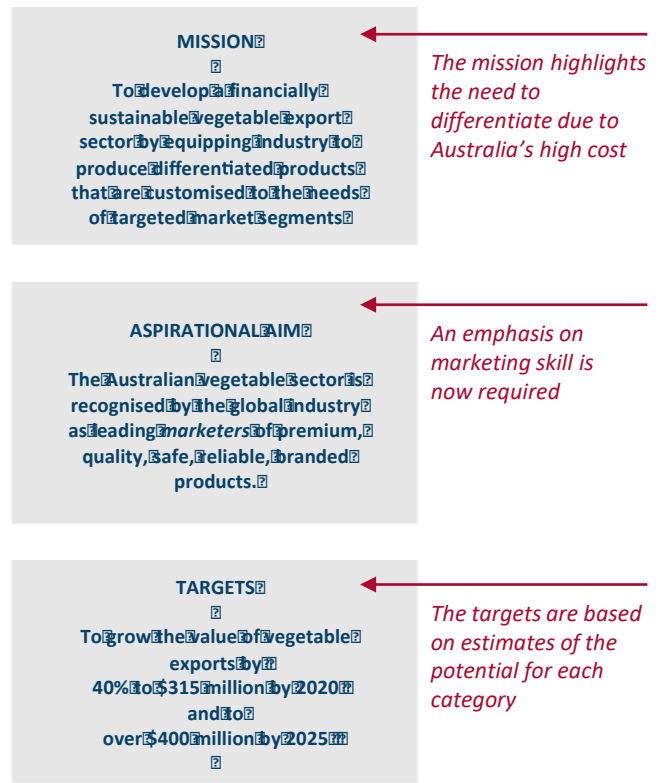 MISSION
To develop a financially
sustainable vegetable export
sector by equipping industry to
produce differentiated products
that are customised to the needs
of targeted market segments
The mission highlights
the need to
differentiate due to
Australia's high cost
ASPIRATIONAL AIM
The Australian vegetable sector is
recognised by the global industry
as leading marketers of premium,
quality, safe, reliable, branded
products.
An emphasis on
marketing skill is
now required
TARGETS
To grow the value of vegetable
exports by
40% to $315 million by 2020
and to
over $400 million by 2025
The targets are based
on estimates of the
potential for each
category